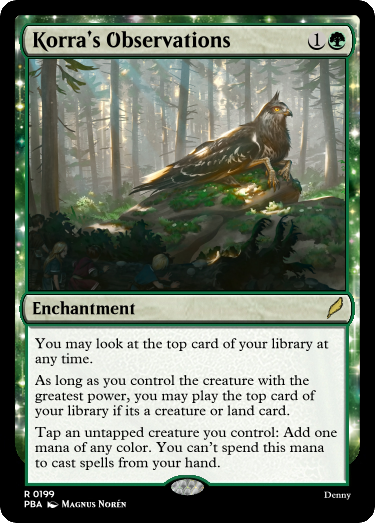 Korra's Observations 1
Enchantment
You may look at the top card of your library at
any time.
As long as you control the creature with the
greatest power, you may play the top card of
your library if its a creature or land card.
Tap an untapped creature you control: Add one
mana of any color. You can't spend this mana
to cast spells from your hand.
R 0199
PBA Magnus Norén
Denny